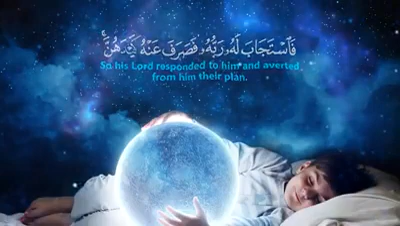 فَٱسْتَجَابَ لَهُۥ رَبُّهُۥ فَصَرَفَ عَنْهُ كَيْدَهُنَّ ۚ
So his Lord responded to him and averted
from him their plan.